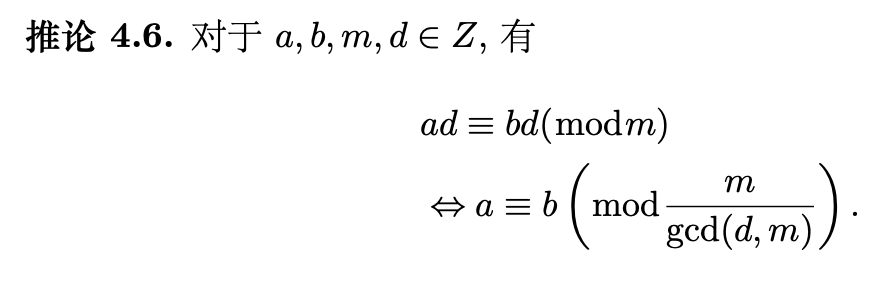 推论 4.6. 对于 a, b, m, d ∈ Z, 有
ad ≡ bd(modm)
⇔ a ≡ b (mod m/gcd(d, m)).